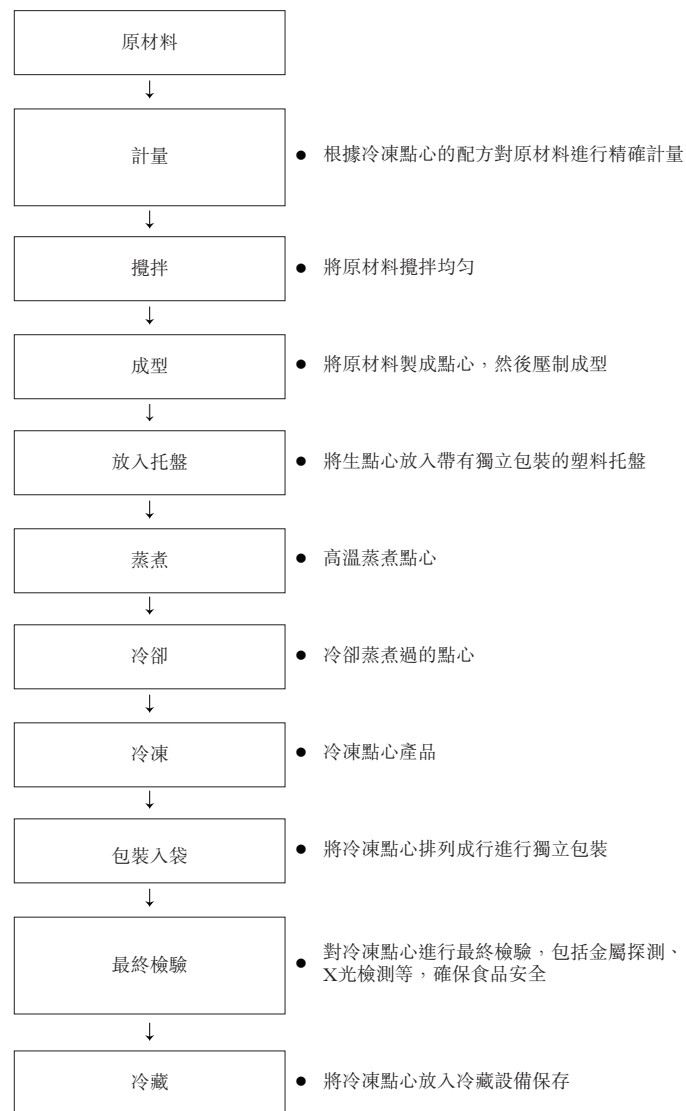 原材料
計量
● 根據冷凍點心的配方對原材料進行精確計量
攪拌
● 將原材料攪拌均勻
成型
● 將原材料製成點心，然後壓制成型
放入托盤
● 將生點心放入帶有獨立包裝的塑料托盤
蒸煮
● 高溫蒸煮點心
冷卻
● 冷卻蒸煮過的點心
冷凍
● 冷凍點心產品
包裝入袋
● 將冷凍點心排列成行進行獨立包裝
最終檢驗
● 對冷凍點心進行最終檢驗，包括金屬探測、
X光檢測等，確保食品安全
冷藏
● 將冷凍點心放入冷藏設備保存